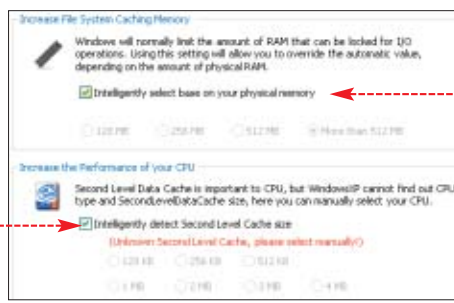 Increase File System Caching Memory
Windows will normally limit the amount of RAM that can be locked for I/O
operations. Using this setting will allow you to override the automatic value,
depending on the amount of physical RAM.
Intelligently select base on your physical memory
128 MB 256 MB 512 MB More than 512 MB
Increase the Performance of your CPU
Second Level Data Cache is important to CPU, but WindowsXP cannot find out CPU
type and SecondLevelDataCache size, here you can manually select your CPU.
Intelligently detect Second Level Cache size
(Unknown Second Level Cache, please select manually!)
128 KB 256 KB 512 KB
1 MB 2 MB 3 MB 4 MB